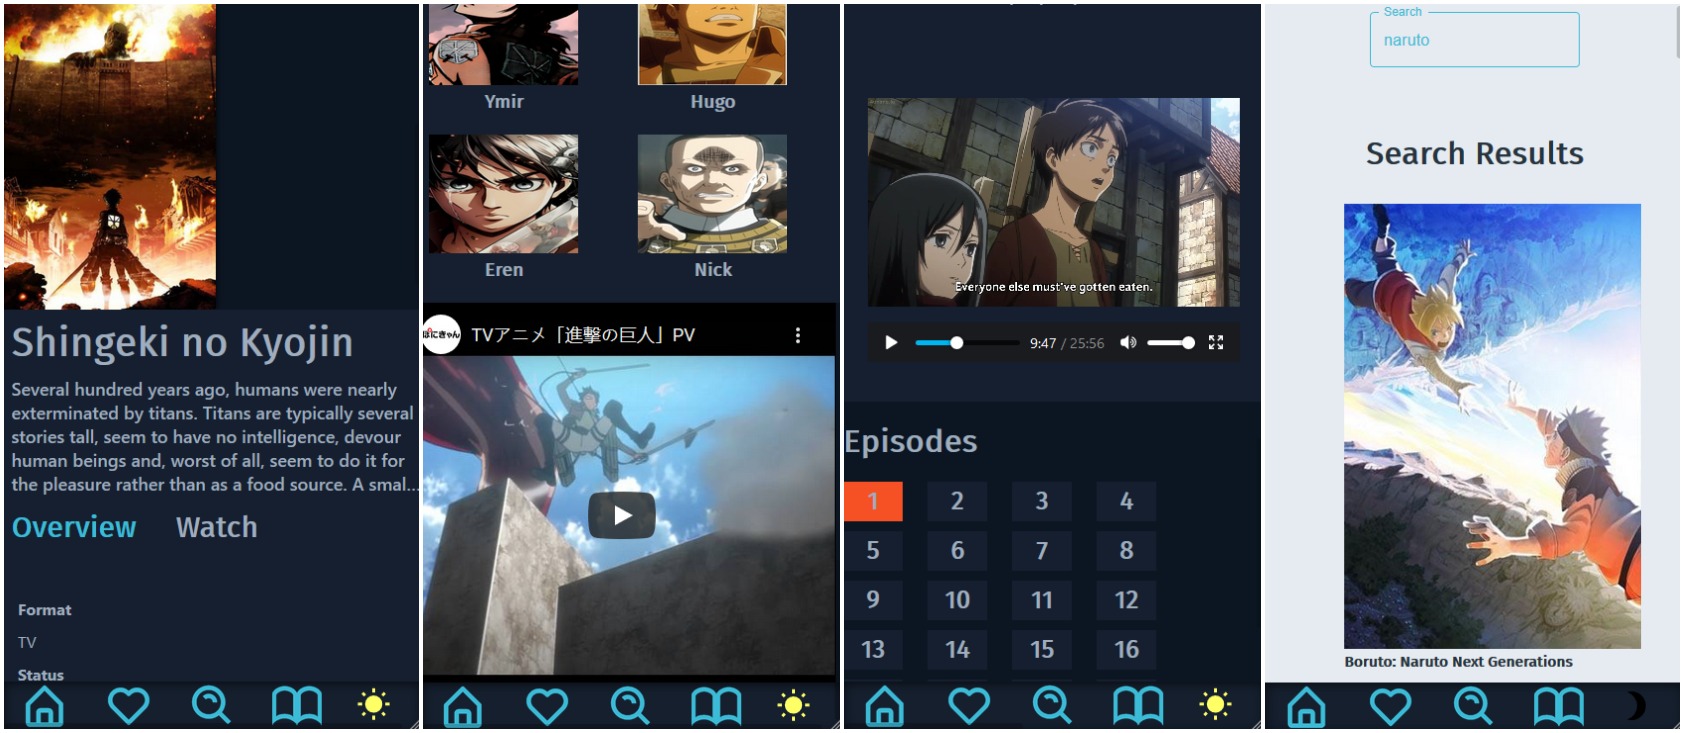 Shingeki no Kyojin
Several hundred years ago, humans were nearly
exterminated by titans. Titans are typically several
stories tall, seem to have no intelligence, devour
human beings and, worst of all, seem to do it for
the pleasure rather than as a food source. A smal...
Overview Watch
Format
TV
Status
Ymir Hugo
Eren Nick
ぽにきゃん
TVアニメ「進撃の巨人」PV
Everyone else must've gotten eaten.
9:47 / 25:56
Episodes
1 2 3 4
5 6 7 8
9 10 11 12
13 14 15 16
Search
naruto
Search Results
Boruto: Naruto Next Generations